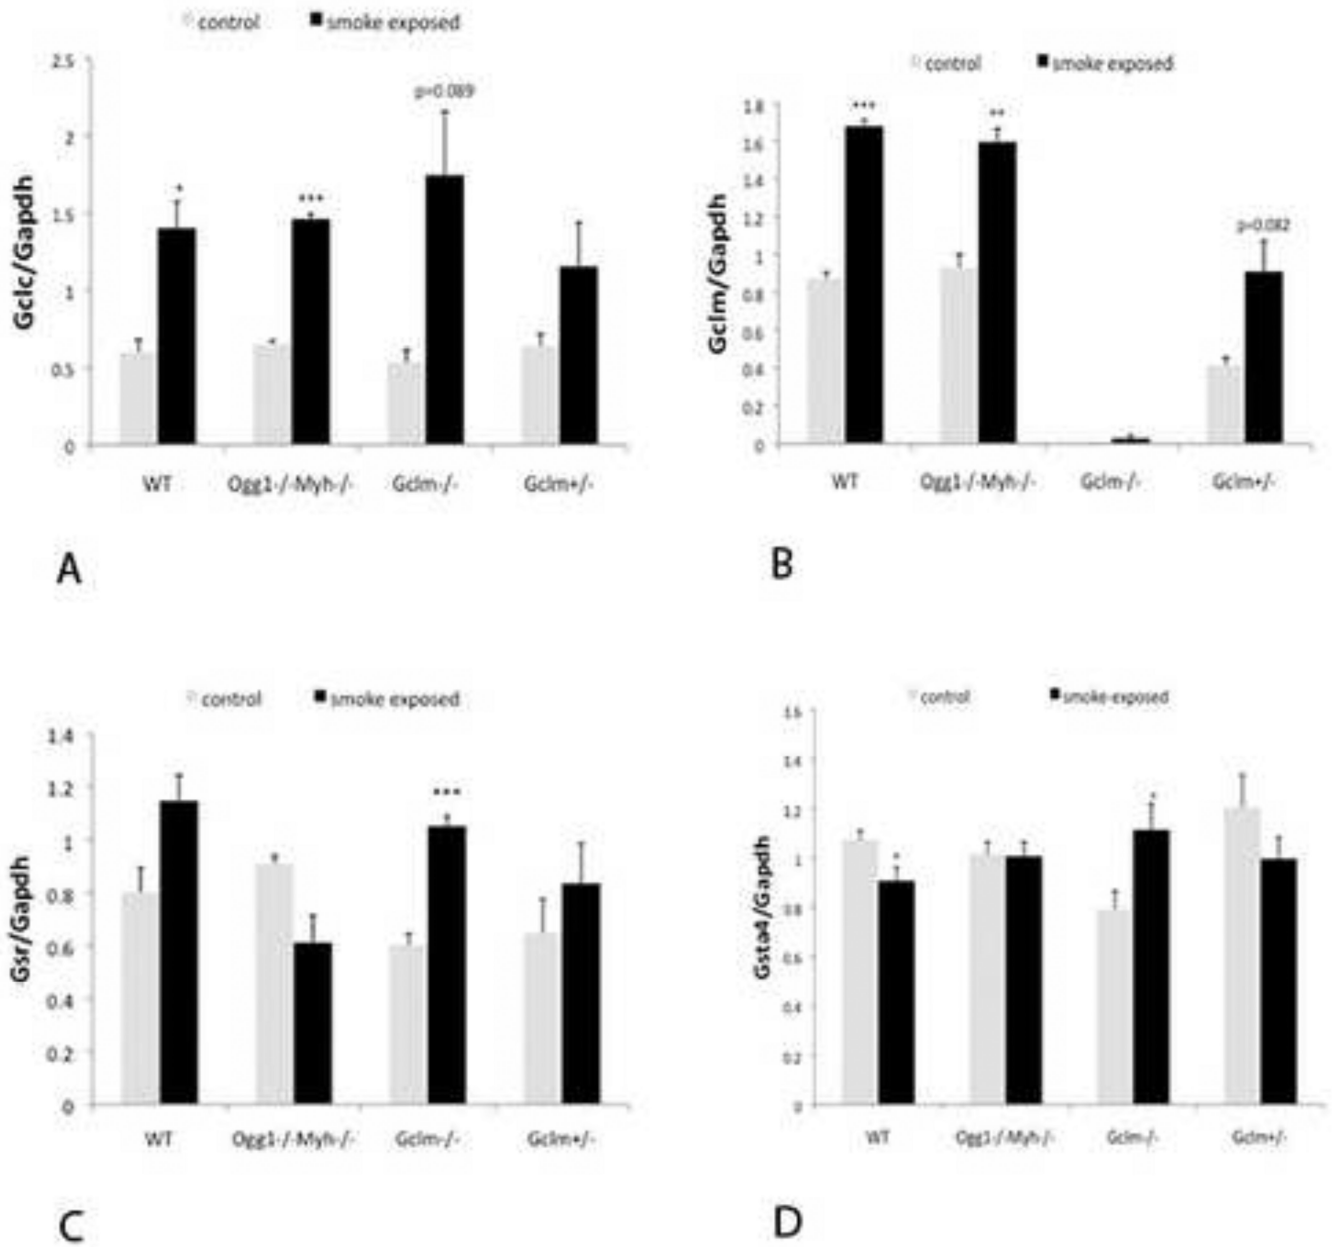 control smoke exposed
2.5
2
1.5
1
0.5
0
Gclc/Gapdh
*
***
p=0.089
WT Ogg1-/-Myh-/- Gclm-/- Gclm+/-
A
control smoke exposed
1.8
1.6
1.4
1.2
1
0.8
0.6
0.4
0.2
0
Gclm/Gapdh
***
**
p=0.082
WT Ogg1-/-Myh-/- Gclm-/- Gclm+/-
B
control smoke exposed
1.4
1.2
1
0.8
0.6
0.4
0.2
0
Gsr/Gapdh
***
WT Ogg1-/-Myh-/- Gclm-/- Gclm+/-
C
control smoke-exposed
1.6
1.4
1.2
1
0.8
0.6
0.4
0.2
0
Gsta4/Gapdh
*
*
WT Ogg1-/-Myh-/- Gclm-/- Gclm+/-
D